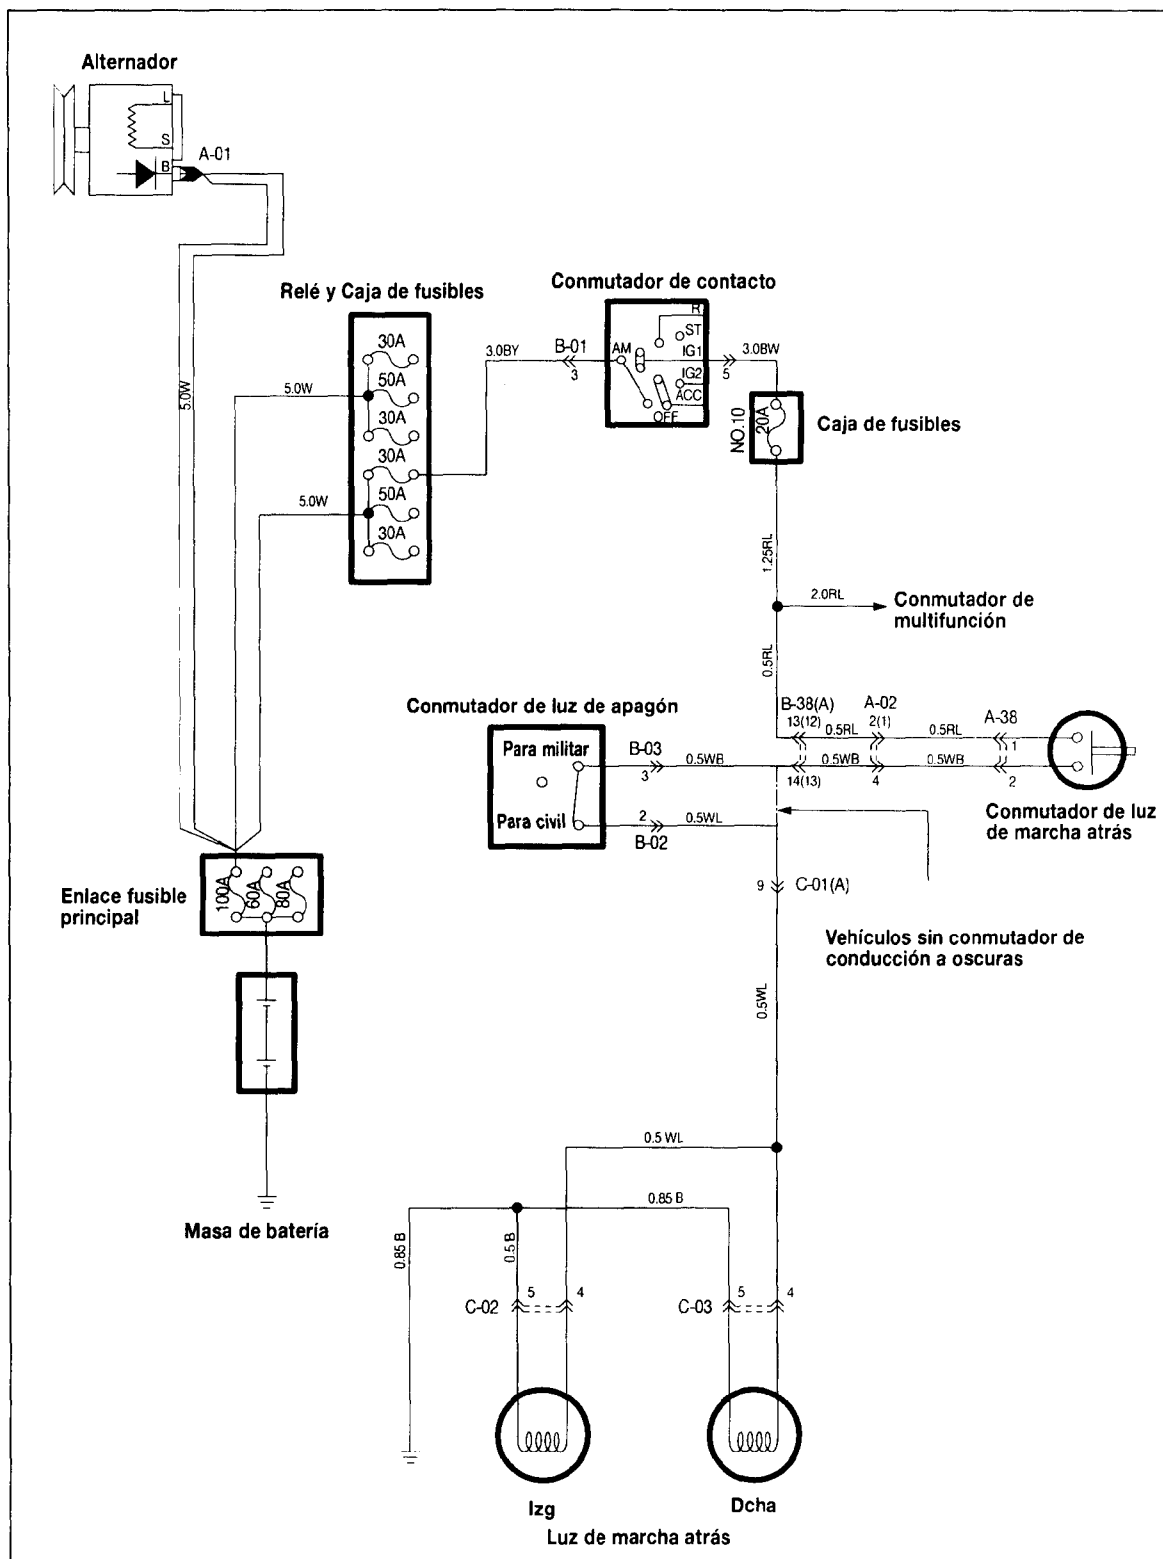 Alternador
L
S
B
A-01
5.0W
Relé y Caja de fusibles
30A
50A
30A
30A
50A
30A
5.0W
5.0W
3.0BY
B-01
3
Conmutador de contacto
R
ST
AM
IG1
IG2
ACC
OFF
3.0BW
5
NO.10
20A
Caja de fusibles
1.25RL
2.0RL
Conmutador de
multifunción
0.5RL
Conmutador de luz de apagón
Para militar
Para civil
B-03
3
0.5WB
2
B-02
0.5WL
B-38(A)
13(12)
14(13)
0.5RL
0.5WB
A-02
2(1)
4
0.5RL
0.5WB
A-38
1
2
Conmutador de luz
de marcha atrás
9
C-01(A)
Vehículos sin conmutador de
conducción a oscuras
Enlace fusible
principal
100A
60A
80A
0.5WL
Masa de batería
0.5 WL
0.85 B
0.85 B
0.5 B
C-02
5
4
C-03
5
4
Izg
Dcha
Luz de marcha atrás